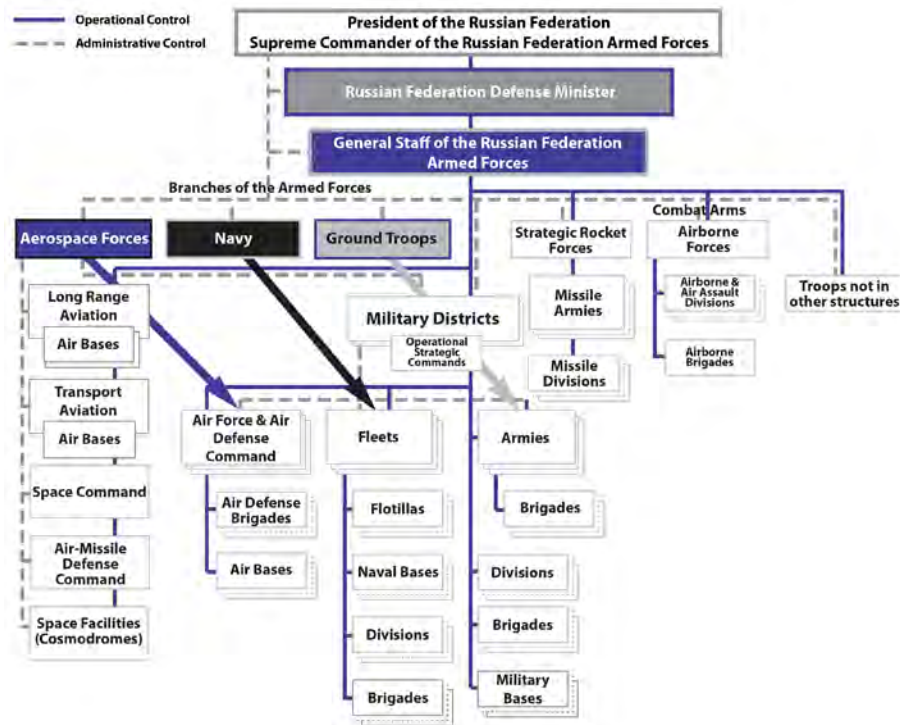 Operational Control
Administrative Control
President of the Russian Federation
Supreme Commander of the Russian Federation Armed Forces
Russian Federation Defense Minister
General Staff of the Russian Federation
Armed Forces
Branches of the Armed Forces
Combat Arms
Aerospace Forces
Navy
Ground Troops
Strategic Rocket
Forces
Airborne
Forces
Troops not in
other structures
Long Range
Aviation
Air Bases
Transport
Aviation
Air Bases
Space Command
Air-Missile
Defense
Command
Space Facilities
(Cosmodromes)
Military Districts
Operational
Strategic
Commands
Missile
Armies
Missile
Divisions
Airborne &
Air Assault
Divisions
Airborne
Brigades
Air Force & Air
Defense
Command
Air Defense
Brigades
Air Bases
Fleets
Flotillas
Naval Bases
Divisions
Brigades
Armies
Brigades
Divisions
Brigades
Military
Bases